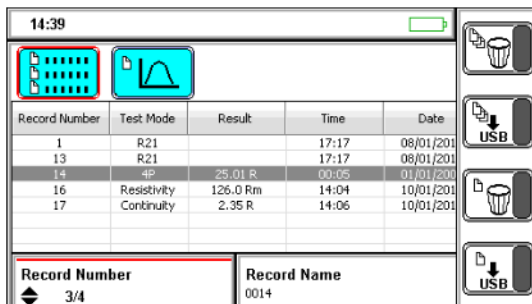 14:39
Record Number Test Mode Result Time Date
1 R21 17:17 08/01/201
13 R21 17:17 08/01/201
14 4P 25.01 R 00:05 01/01/200
16 Resistivity 126.0 Rm 14:04 10/01/201
17 Continuity 2.35 R 14:06 10/01/201
Record Number
3/4
Record Name
0014
USB
USB